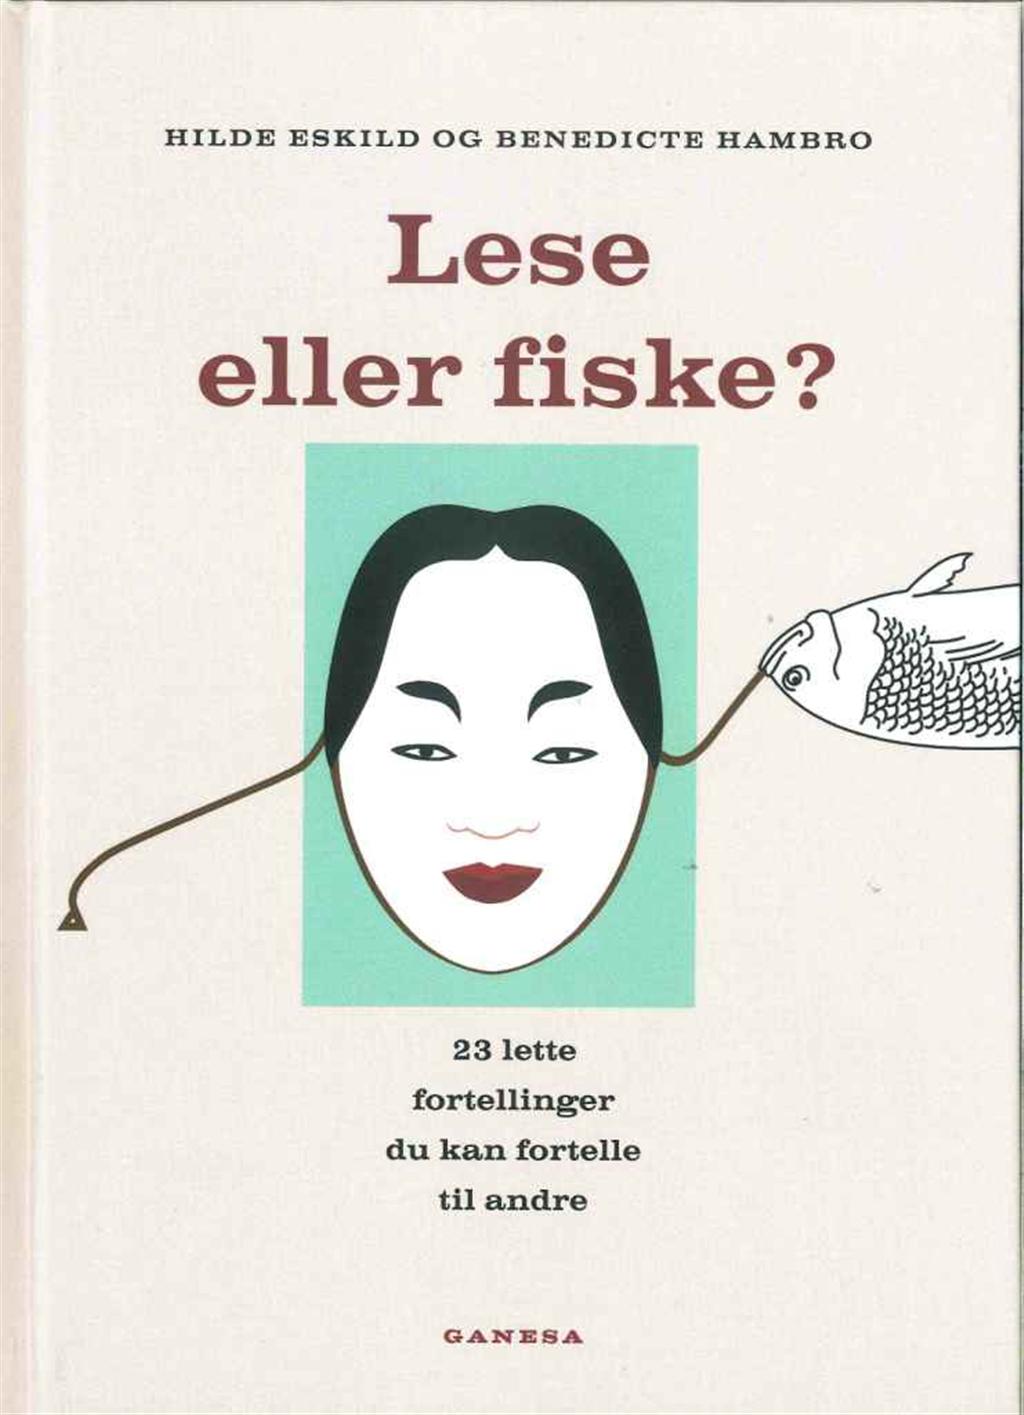 HILDE ESKILD OG BENEDICTE HAMBRO
Lese
eller fiske?
23 lette
fortellinger
du kan fortelle
til andre
GANESA